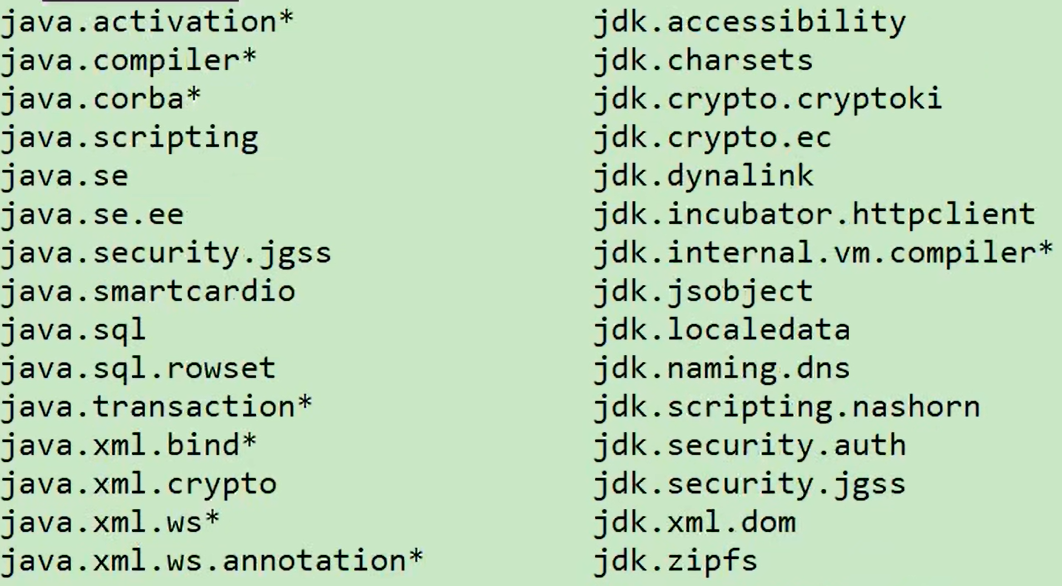 java.activation*
java.compiler*
java.corba*
java.scripting
java.se
java.se.ee
java.security.jgss
java.smartcardio
java.sql
java.sql.rowset
java.transaction*
java.xml.bind*
java.xml.crypto
java.xml.ws*
java.xml.ws.annotation*
jdk.accessibility
jdk.charsets
jdk.crypto.cryptoki
jdk.crypto.ec
jdk.dynalink
jdk.incubator.httpclient
jdk.internal.vm.compiler*
jdk.jsobject
jdk.localedata
jdk.naming.dns
jdk.scripting.nashorn
jdk.security.auth
jdk.security.jgss
jdk.xml.dom
jdk.zipfs